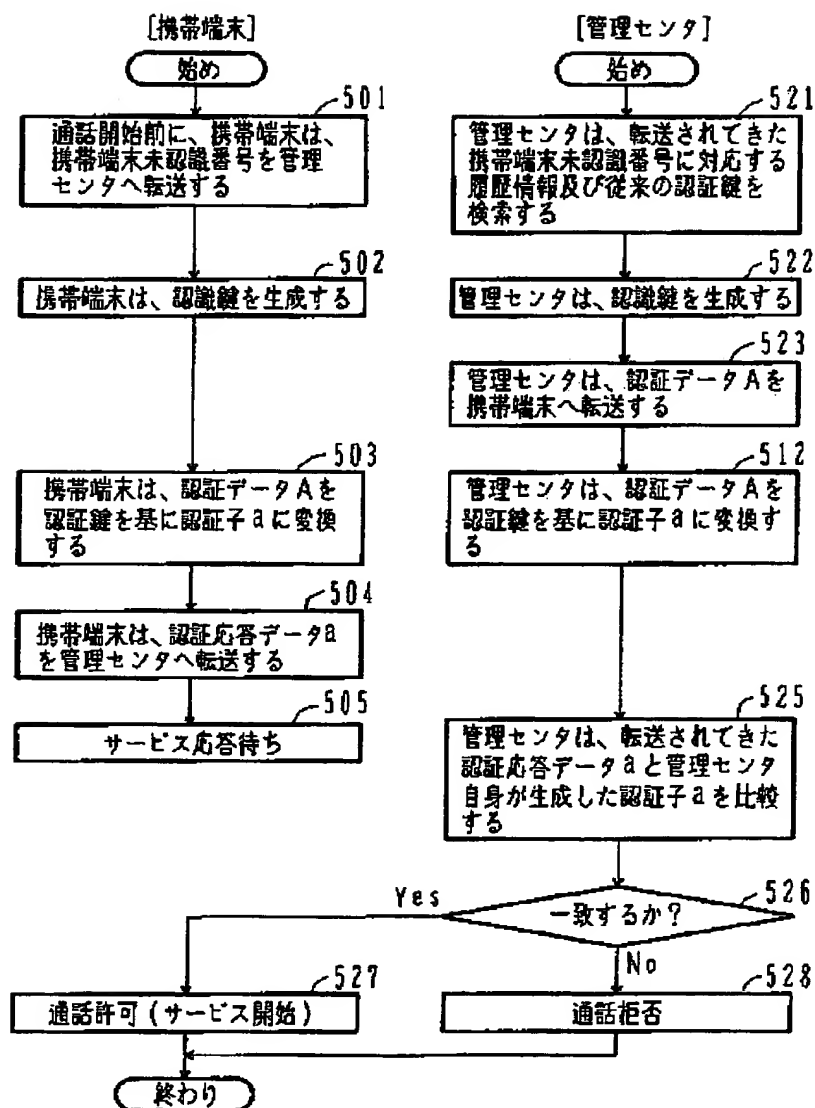 [携帯端末]
始め
501
通話開始前に、携帯端末は、
携帯端末未認識番号を管理
センタへ転送する
502
携帯端末は、認識鍵を生成する
503
携帯端末は、認証データAを
認証鍵を基に認証子aに変換
する
504
携帯端末は、認証応答データa
を管理センタへ転送する
505
サービス応答待ち
[管理センタ]
始め
521
管理センタは、転送されてきた
携帯端末未認識番号に対応する
履歴情報及び従来の認証鍵を
検索する
522
管理センタは、認識鍵を生成する
523
管理センタは、認証データAを
携帯端末へ転送する
512
管理センタは、認証データAを
認証鍵を基に認証子aに変換す
る
525
管理センタは、転送されてきた
認証応答データaと管理センタ
自身が生成した認証子aを比較
する
526
一致するか?
Yes
No
527
通話許可(サービス開始)
528
通話拒否
終わり